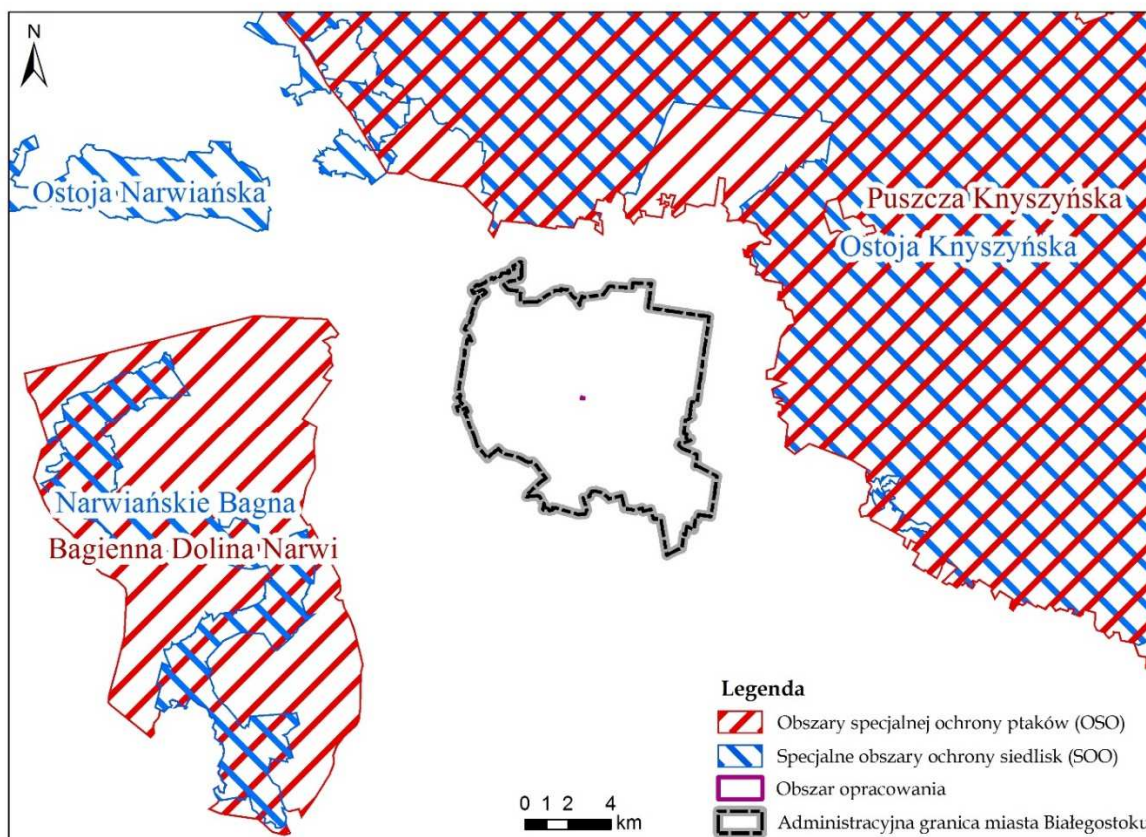 N
Ostoja Narwiańska
Puszcza Knyszyńska
Ostoja Knyszyńska
Narwiańskie Bagna
Bagienna Dolina Narwi
Legenda
Obszary specjalnej ochrony ptaków (OSO)
Specjalne obszary ochrony siedlisk (SOO)
Obszar opracowania
Administracyjna granica miasta Białegostoku
0 1 2 4
km